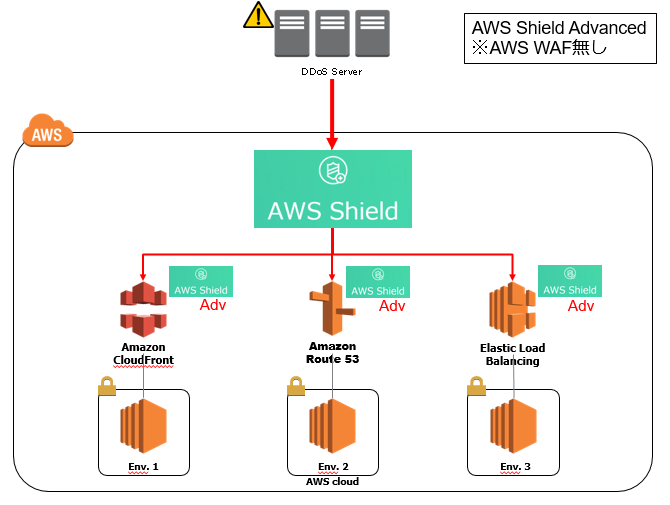 AWS Shield Advanced
※AWS WAF無し
DDoS Server
AWS
AWS Shield
AWS Shield
Adv
AWS Shield
Adv
AWS Shield
Adv
Amazon
CloudFront
Amazon
Route 53
Elastic Load
Balancing
Env. 1
Env. 2
Env. 3
AWS cloud